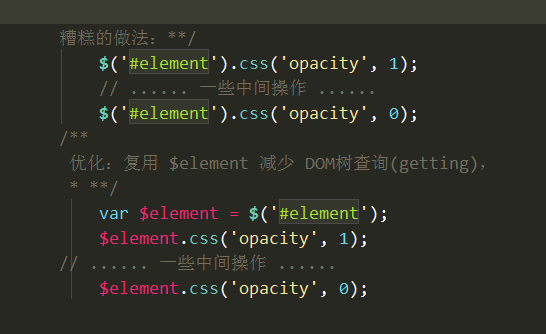 糟糕的做法：**/
$('#element').css('opacity', 1);
// ...... 一些中间操作 ......
$('#element').css('opacity', 0);
/**
优化：复用 $element 减少 DOM树查询(getting)，
* **/
var $element = $('#element');
$element.css('opacity', 1);
// ...... 一些中间操作 ......
$element.css('opacity', 0);